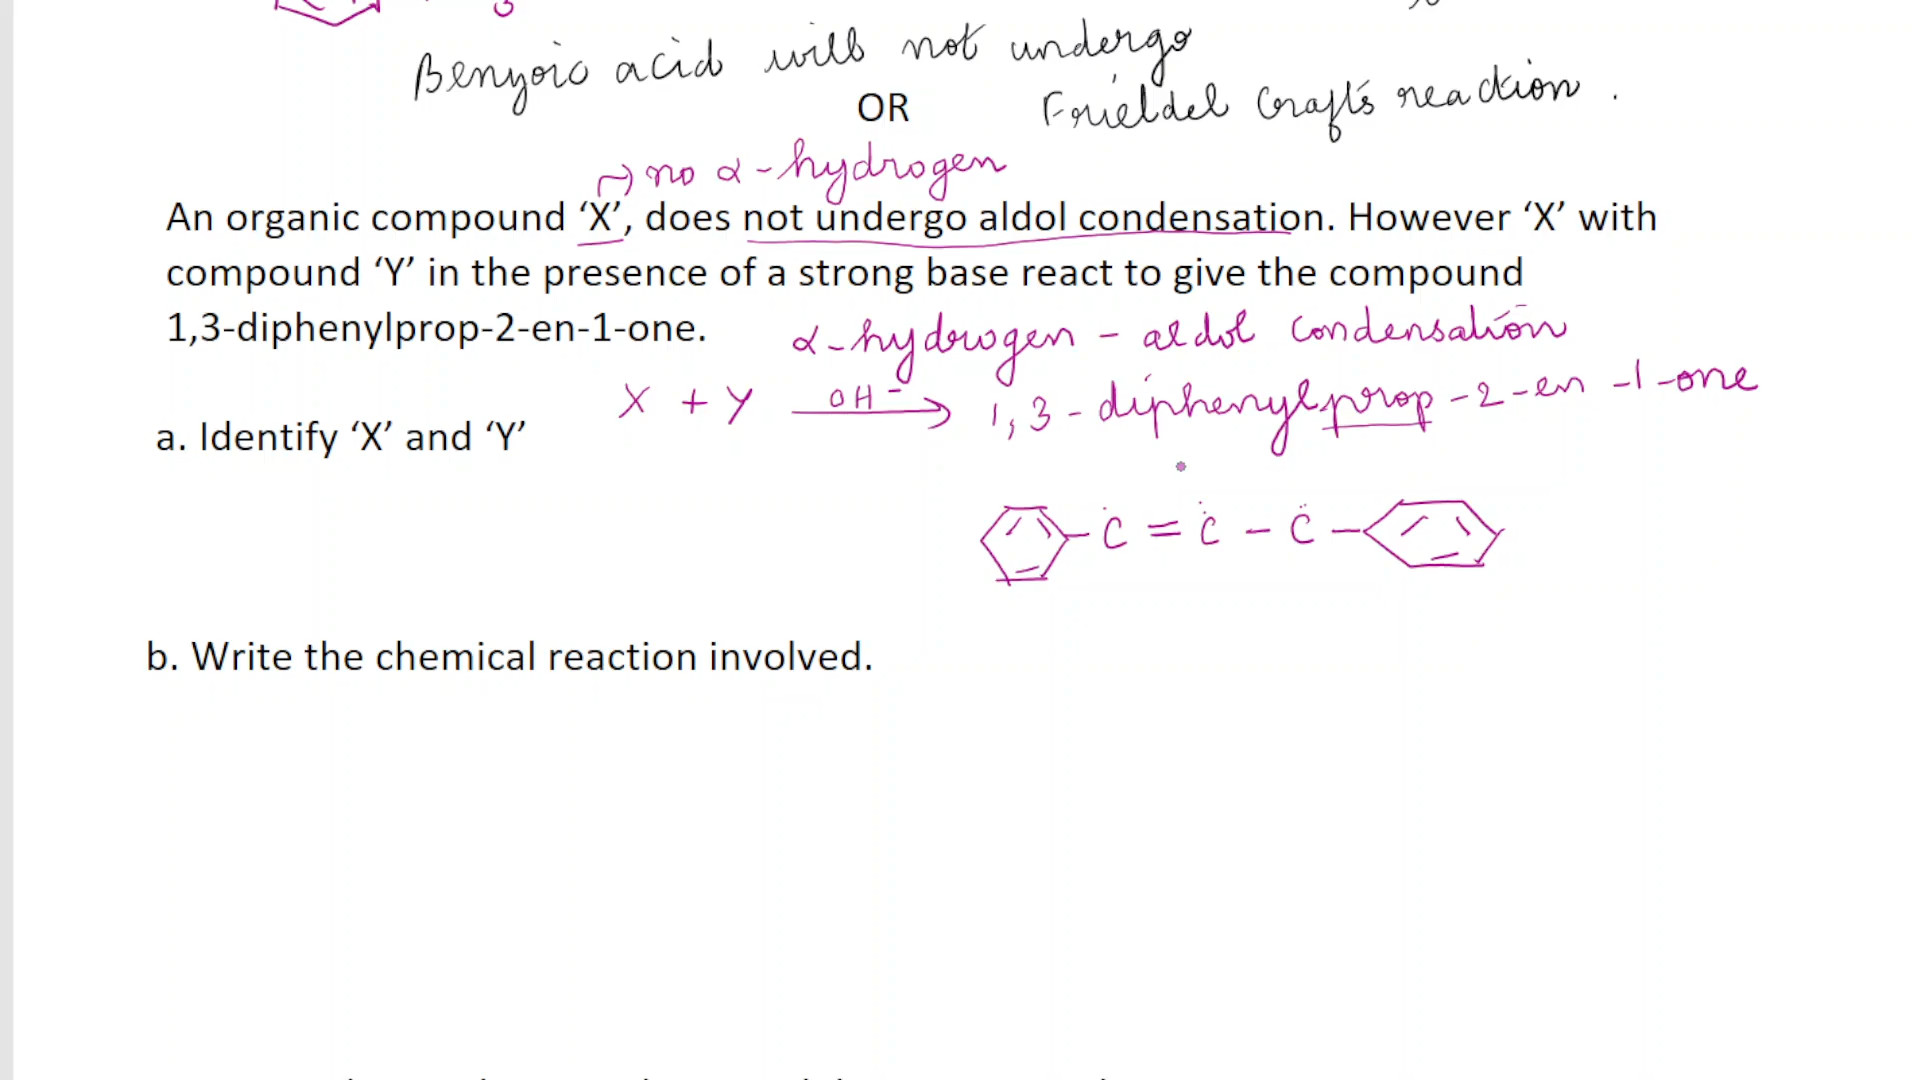 Benzoic acid will not undergo
OR Frieldel Crafts reaction .
no α-hydrogen
An organic compound ‘X’, does not undergo aldol condensation. However ‘X’ with
compound ‘Y’ in the presence of a strong base react to give the compound
1,3-diphenylprop-2-en-1-one.
α-hydrogen - aldol condensation
X + Y OH⁻ → 1,3-diphenylprop-2-en-1-one
a. Identify ‘X’ and ‘Y’
C = C - C -
b. Write the chemical reaction involved.